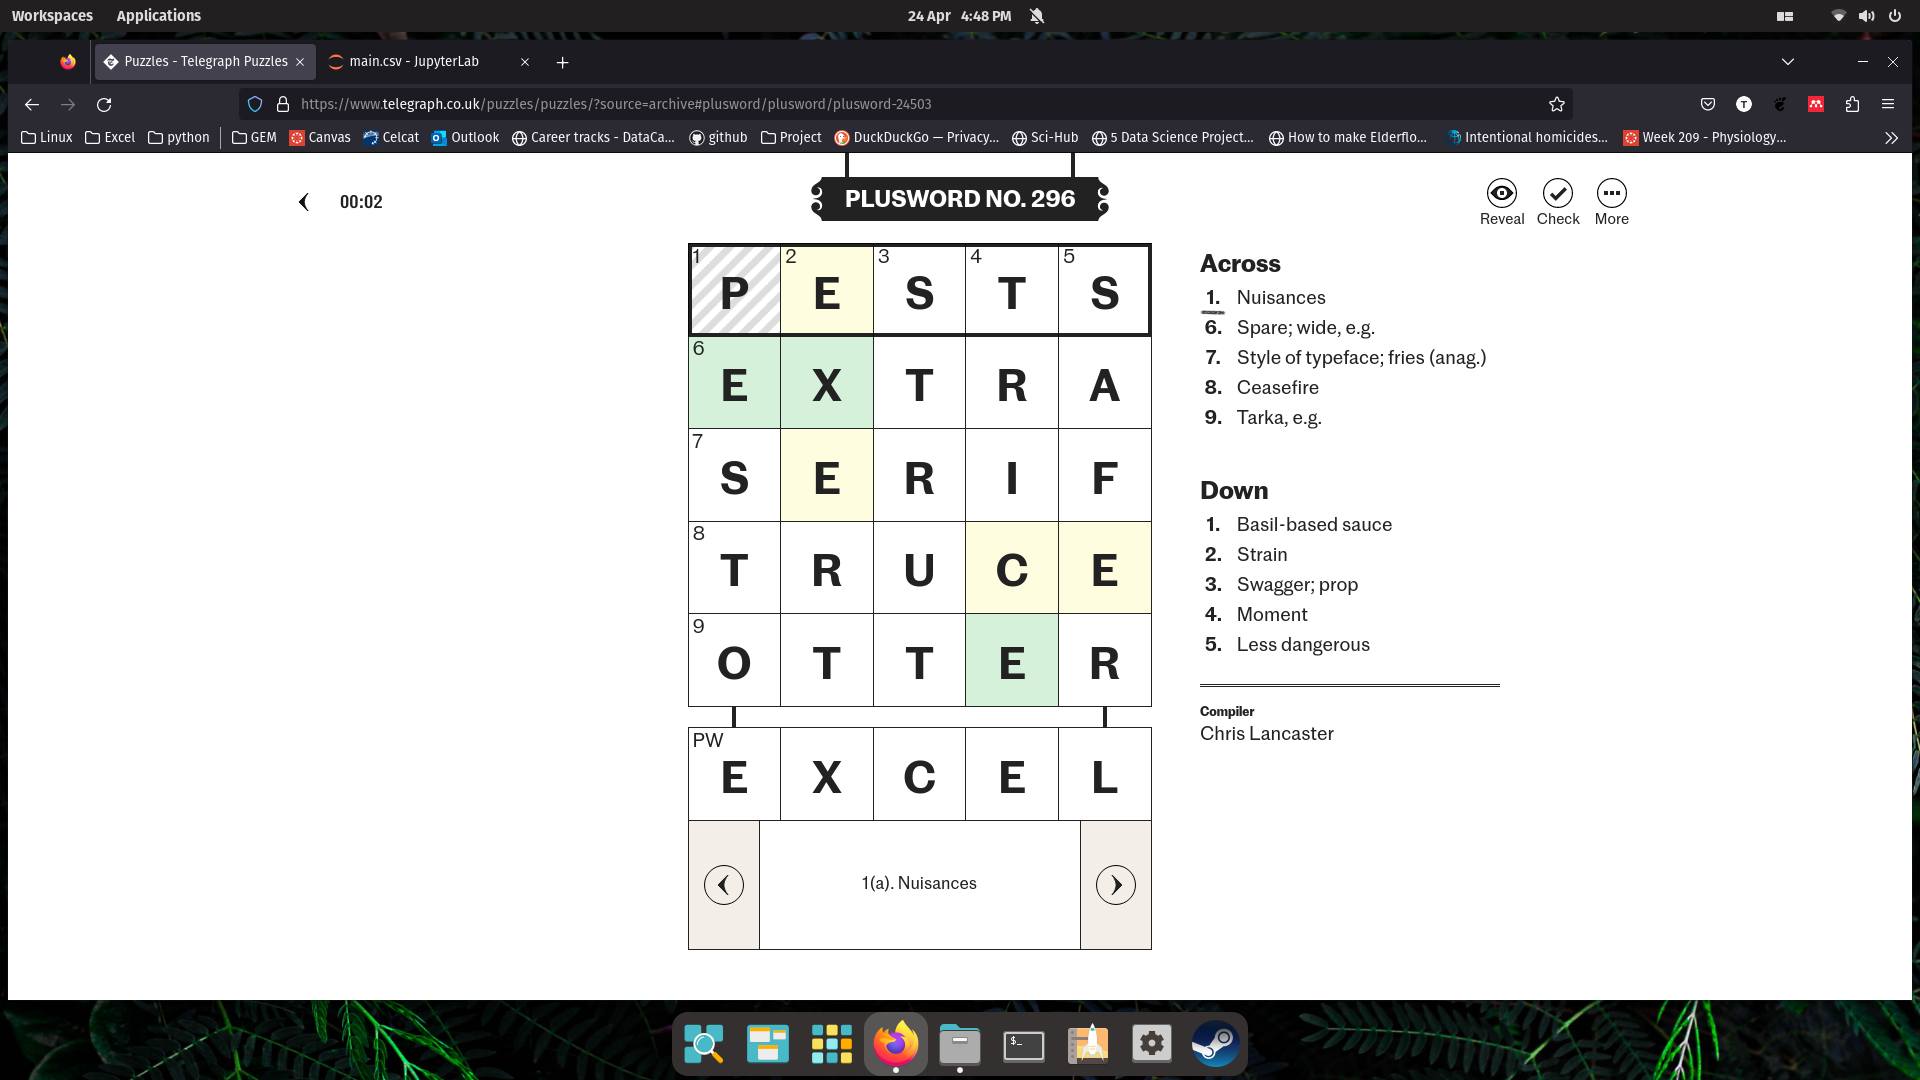 Workspaces Applications 24 Apr 4:48 PM
Puzzles - Telegraph Puzzles main.csv - JupyterLab
https://www.telegraph.co.uk/puzzles/puzzles/?source=archive#plusword/plusword/plusword-24503
Linux Excel python GEM Canvas Celcat Outlook Career tracks - DataCa... github Project DuckDuckGo — Privacy... Sci-Hub 5 Data Science Project... How to make Elderflo... Intentional homicides... Week 209 - Physiology...
00:02
PLUSWORD NO. 296
Reveal Check More
1 P 2 E 3 S 4 T 5 S
6 E X T R A
7 S E R I F
8 T R U C E
9 O T T E R
PW E X C E L
1(a). Nuisances
Across
1. Nuisances
6. Spare; wide, e.g.
7. Style of typeface; fries (anag.)
8. Ceasefire
9. Tarka, e.g.
Down
1. Basil-based sauce
2. Strain
3. Swagger; prop
4. Moment
5. Less dangerous
Compiler
Chris Lancaster
$_